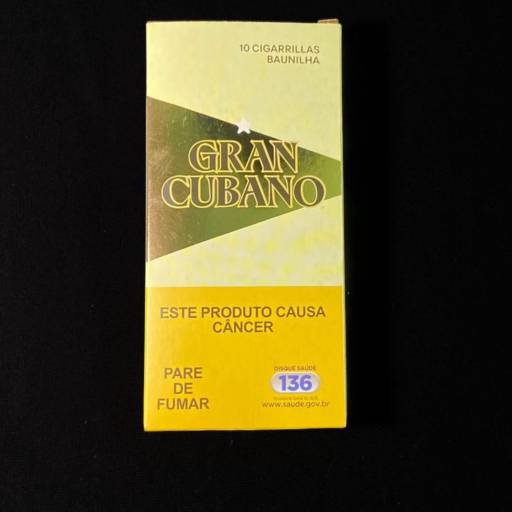 10 CIGARRILLAS
BAUNILHA
GRAN
CUBANO
ESTE PRODUTO CAUSA
CÂNCER
PARE
DE
FUMAR
DISQUE SAÚDE
136
www.saude.gov.br